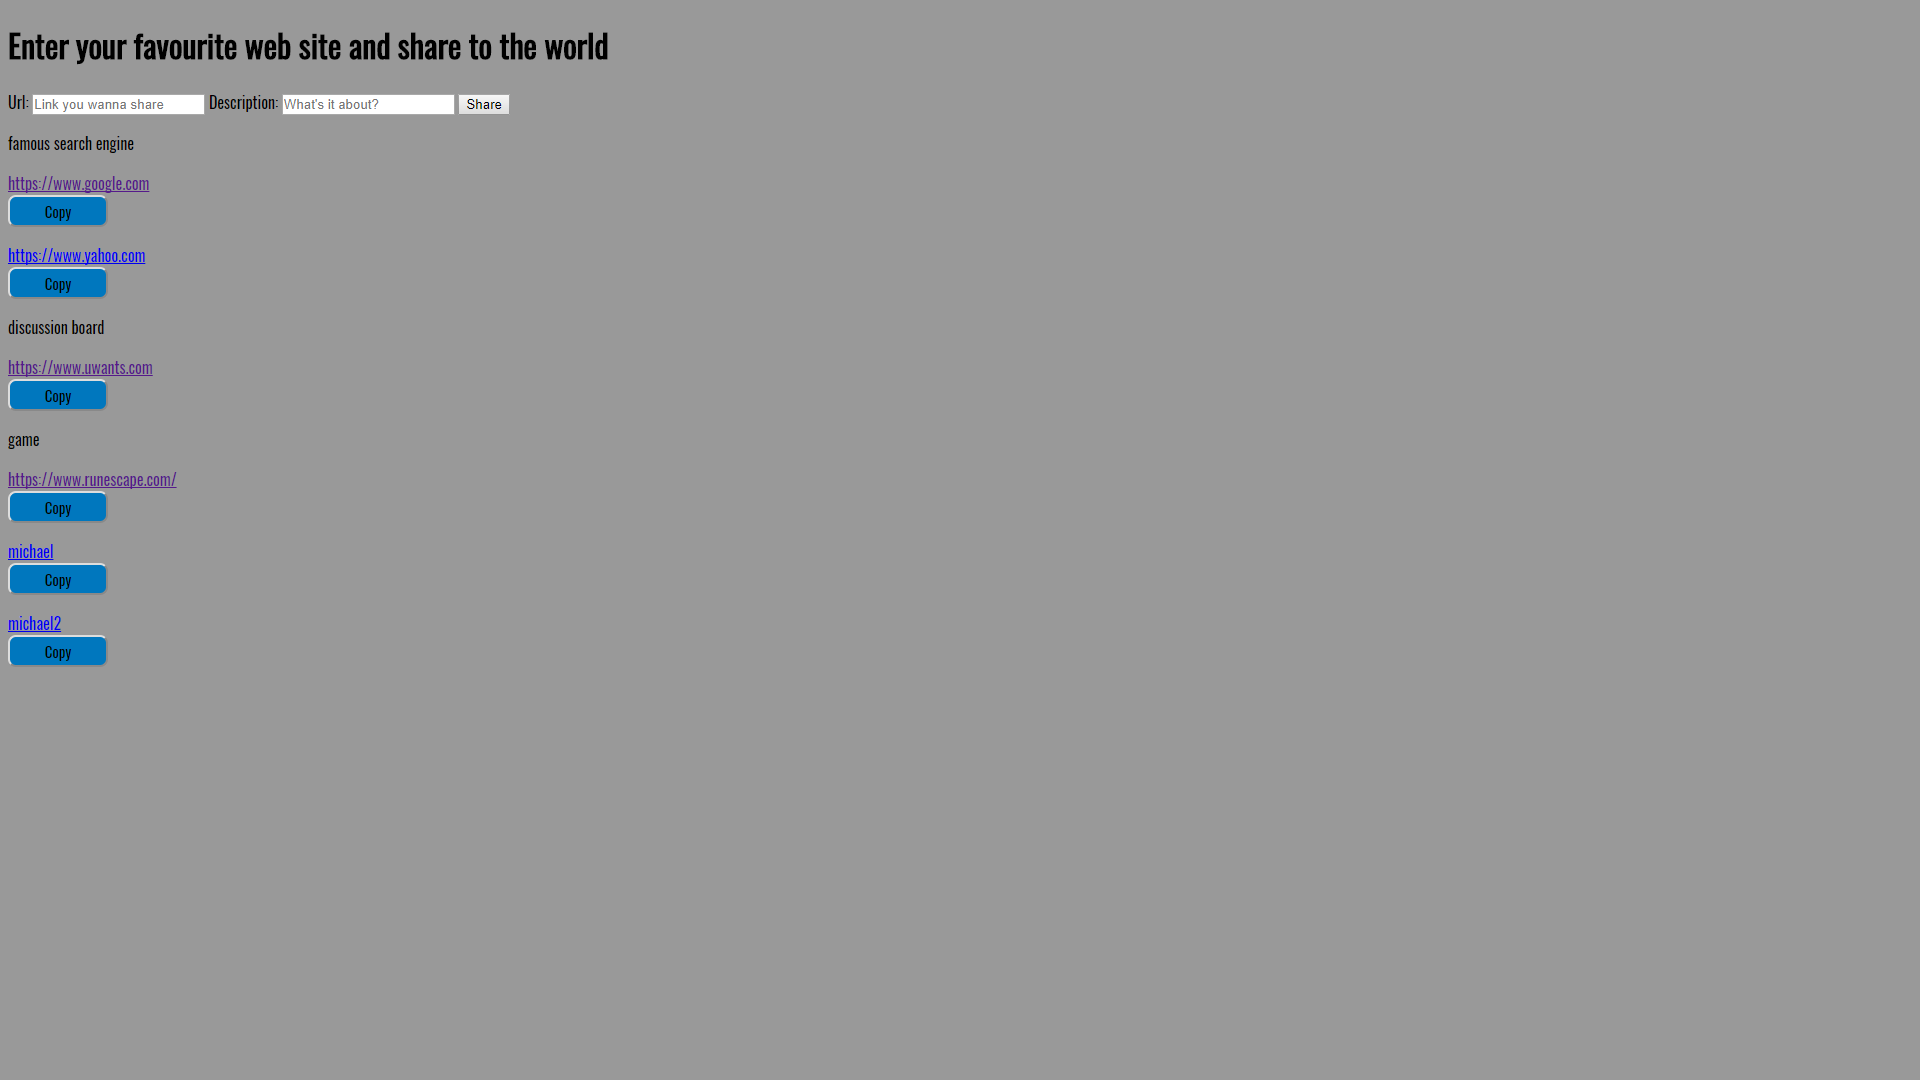 Enter your favourite web site and share to the world
Url: Link you wanna share Description: What's it about? Share
famous search engine
https://www.google.com
Copy
https://www.yahoo.com
Copy
discussion board
https://www.uwants.com
Copy
game
https://www.runescape.com/
Copy
michael
Copy
michael2
Copy